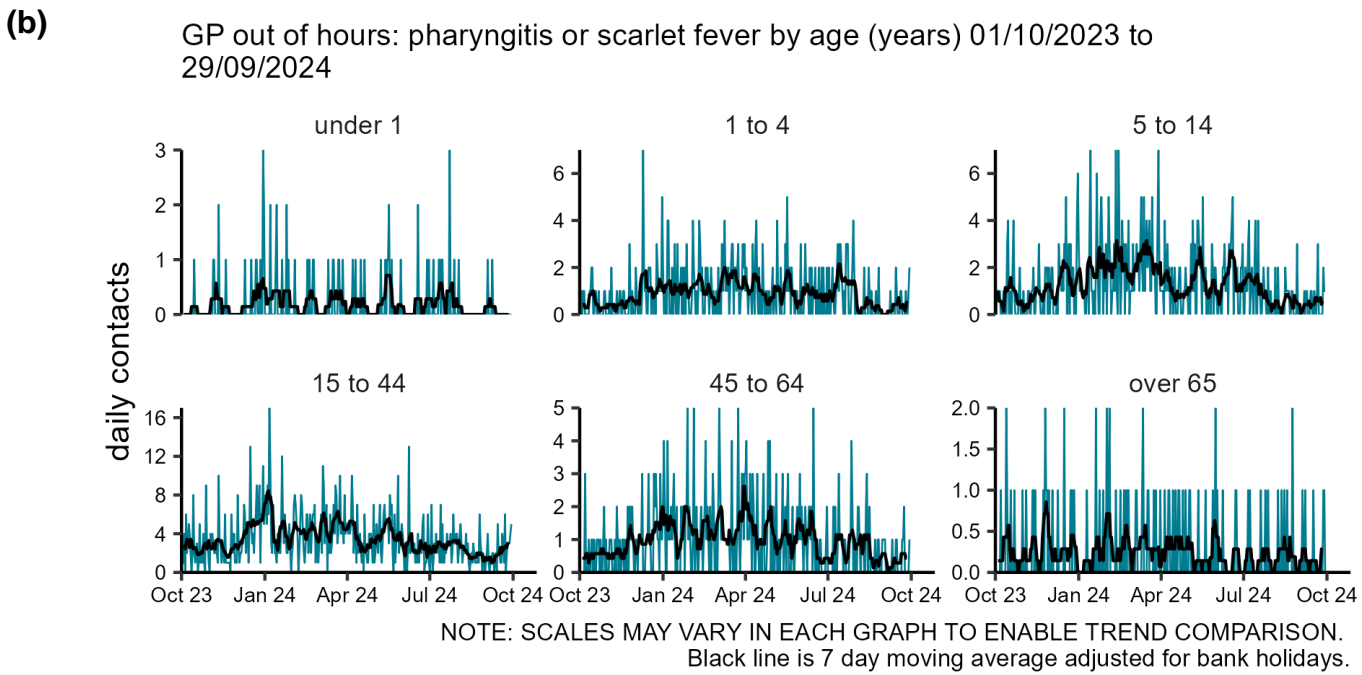 (b)
GP out of hours: pharyngitis or scarlet fever by age (years) 01/10/2023 to
29/09/2024
daily contacts
under 1
3
2
1
0
1 to 4
6
4
2
0
5 to 14
6
4
2
0
15 to 44
16
12
8
4
0
Oct 23 Jan 24 Apr 24 Jul 24 Oct 24
45 to 64
5
4
3
2
1
0
Oct 23 Jan 24 Apr 24 Jul 24 Oct 24
over 65
2.0
1.5
1.0
0.5
0.0
Oct 23 Jan 24 Apr 24 Jul 24 Oct 24
NOTE: SCALES MAY VARY IN EACH GRAPH TO ENABLE TREND COMPARISON.
Black line is 7 day moving average adjusted for bank holidays.